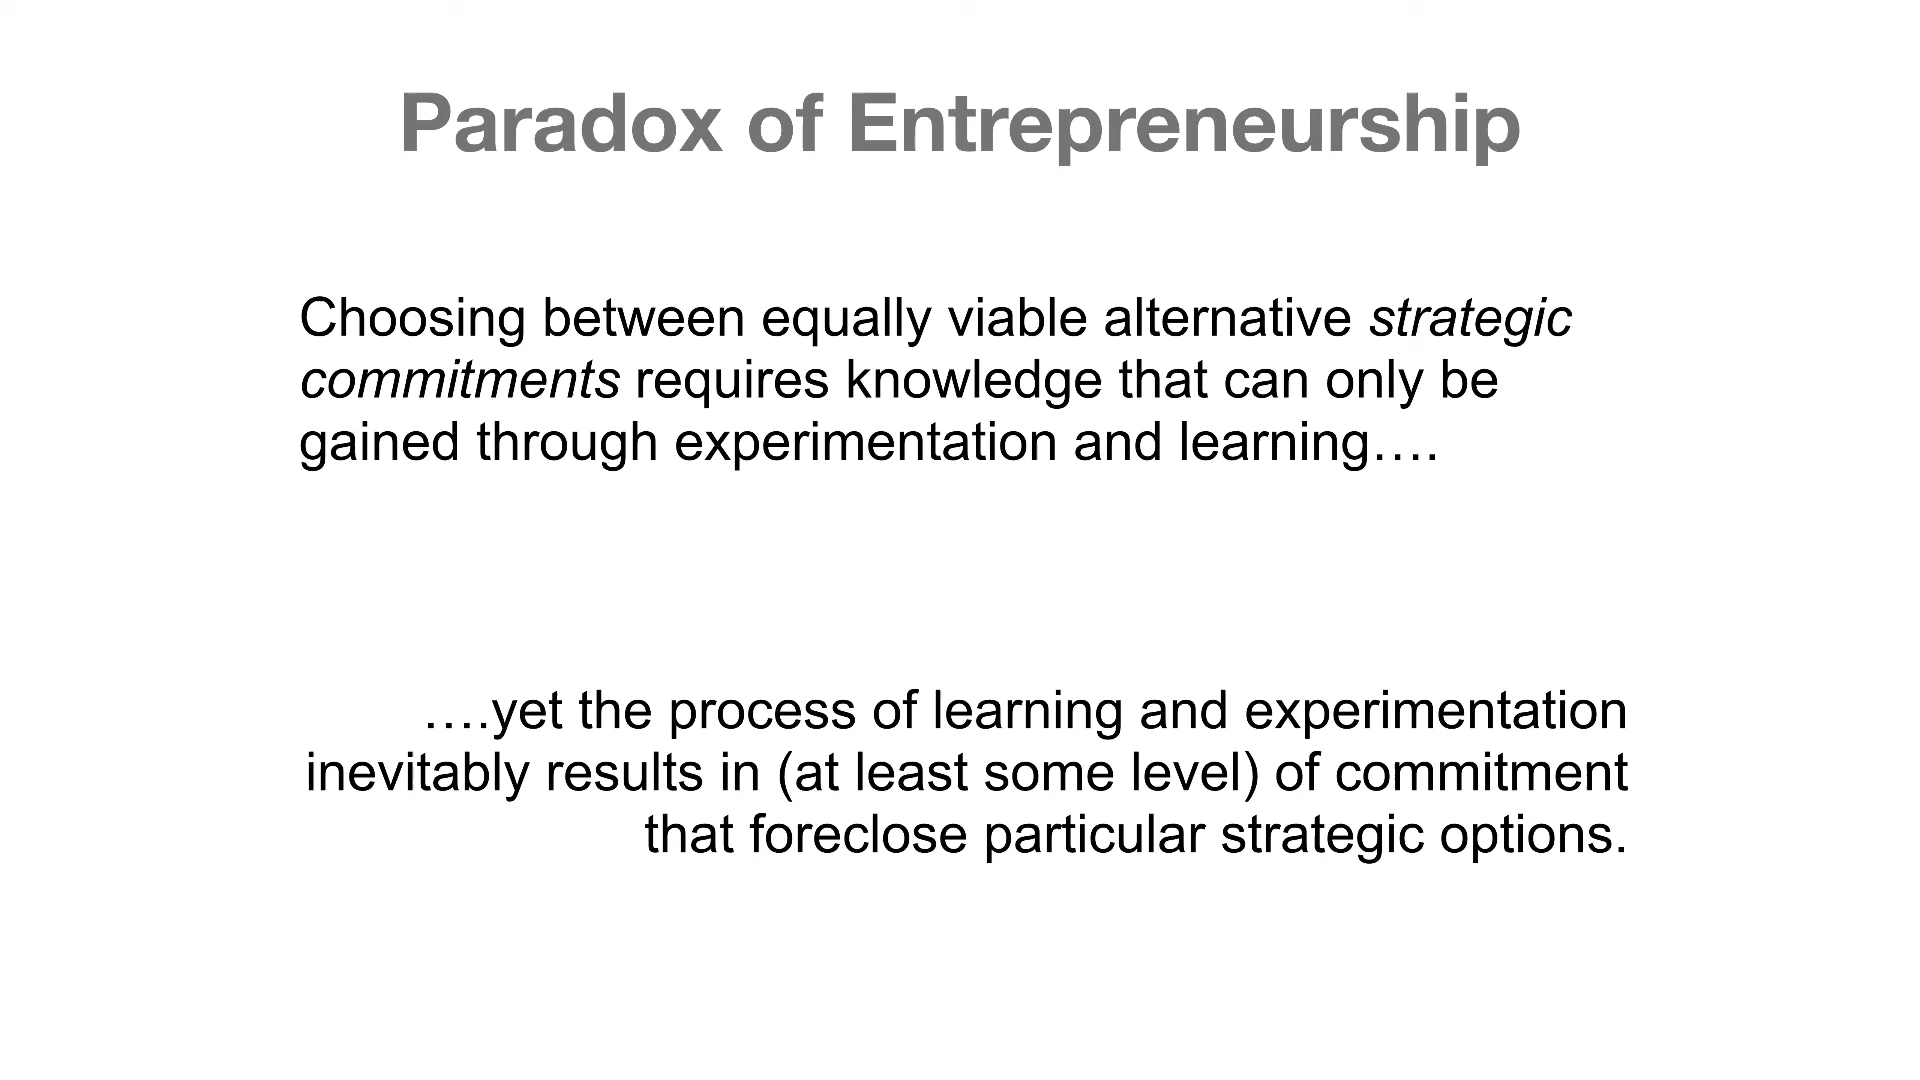 Paradox of Entrepreneurship
Choosing between equally viable alternative strategic
commitments requires knowledge that can only be
gained through experimentation and learning….
….yet the process of learning and experimentation
inevitably results in (at least some level) of commitment
that foreclose particular strategic options.